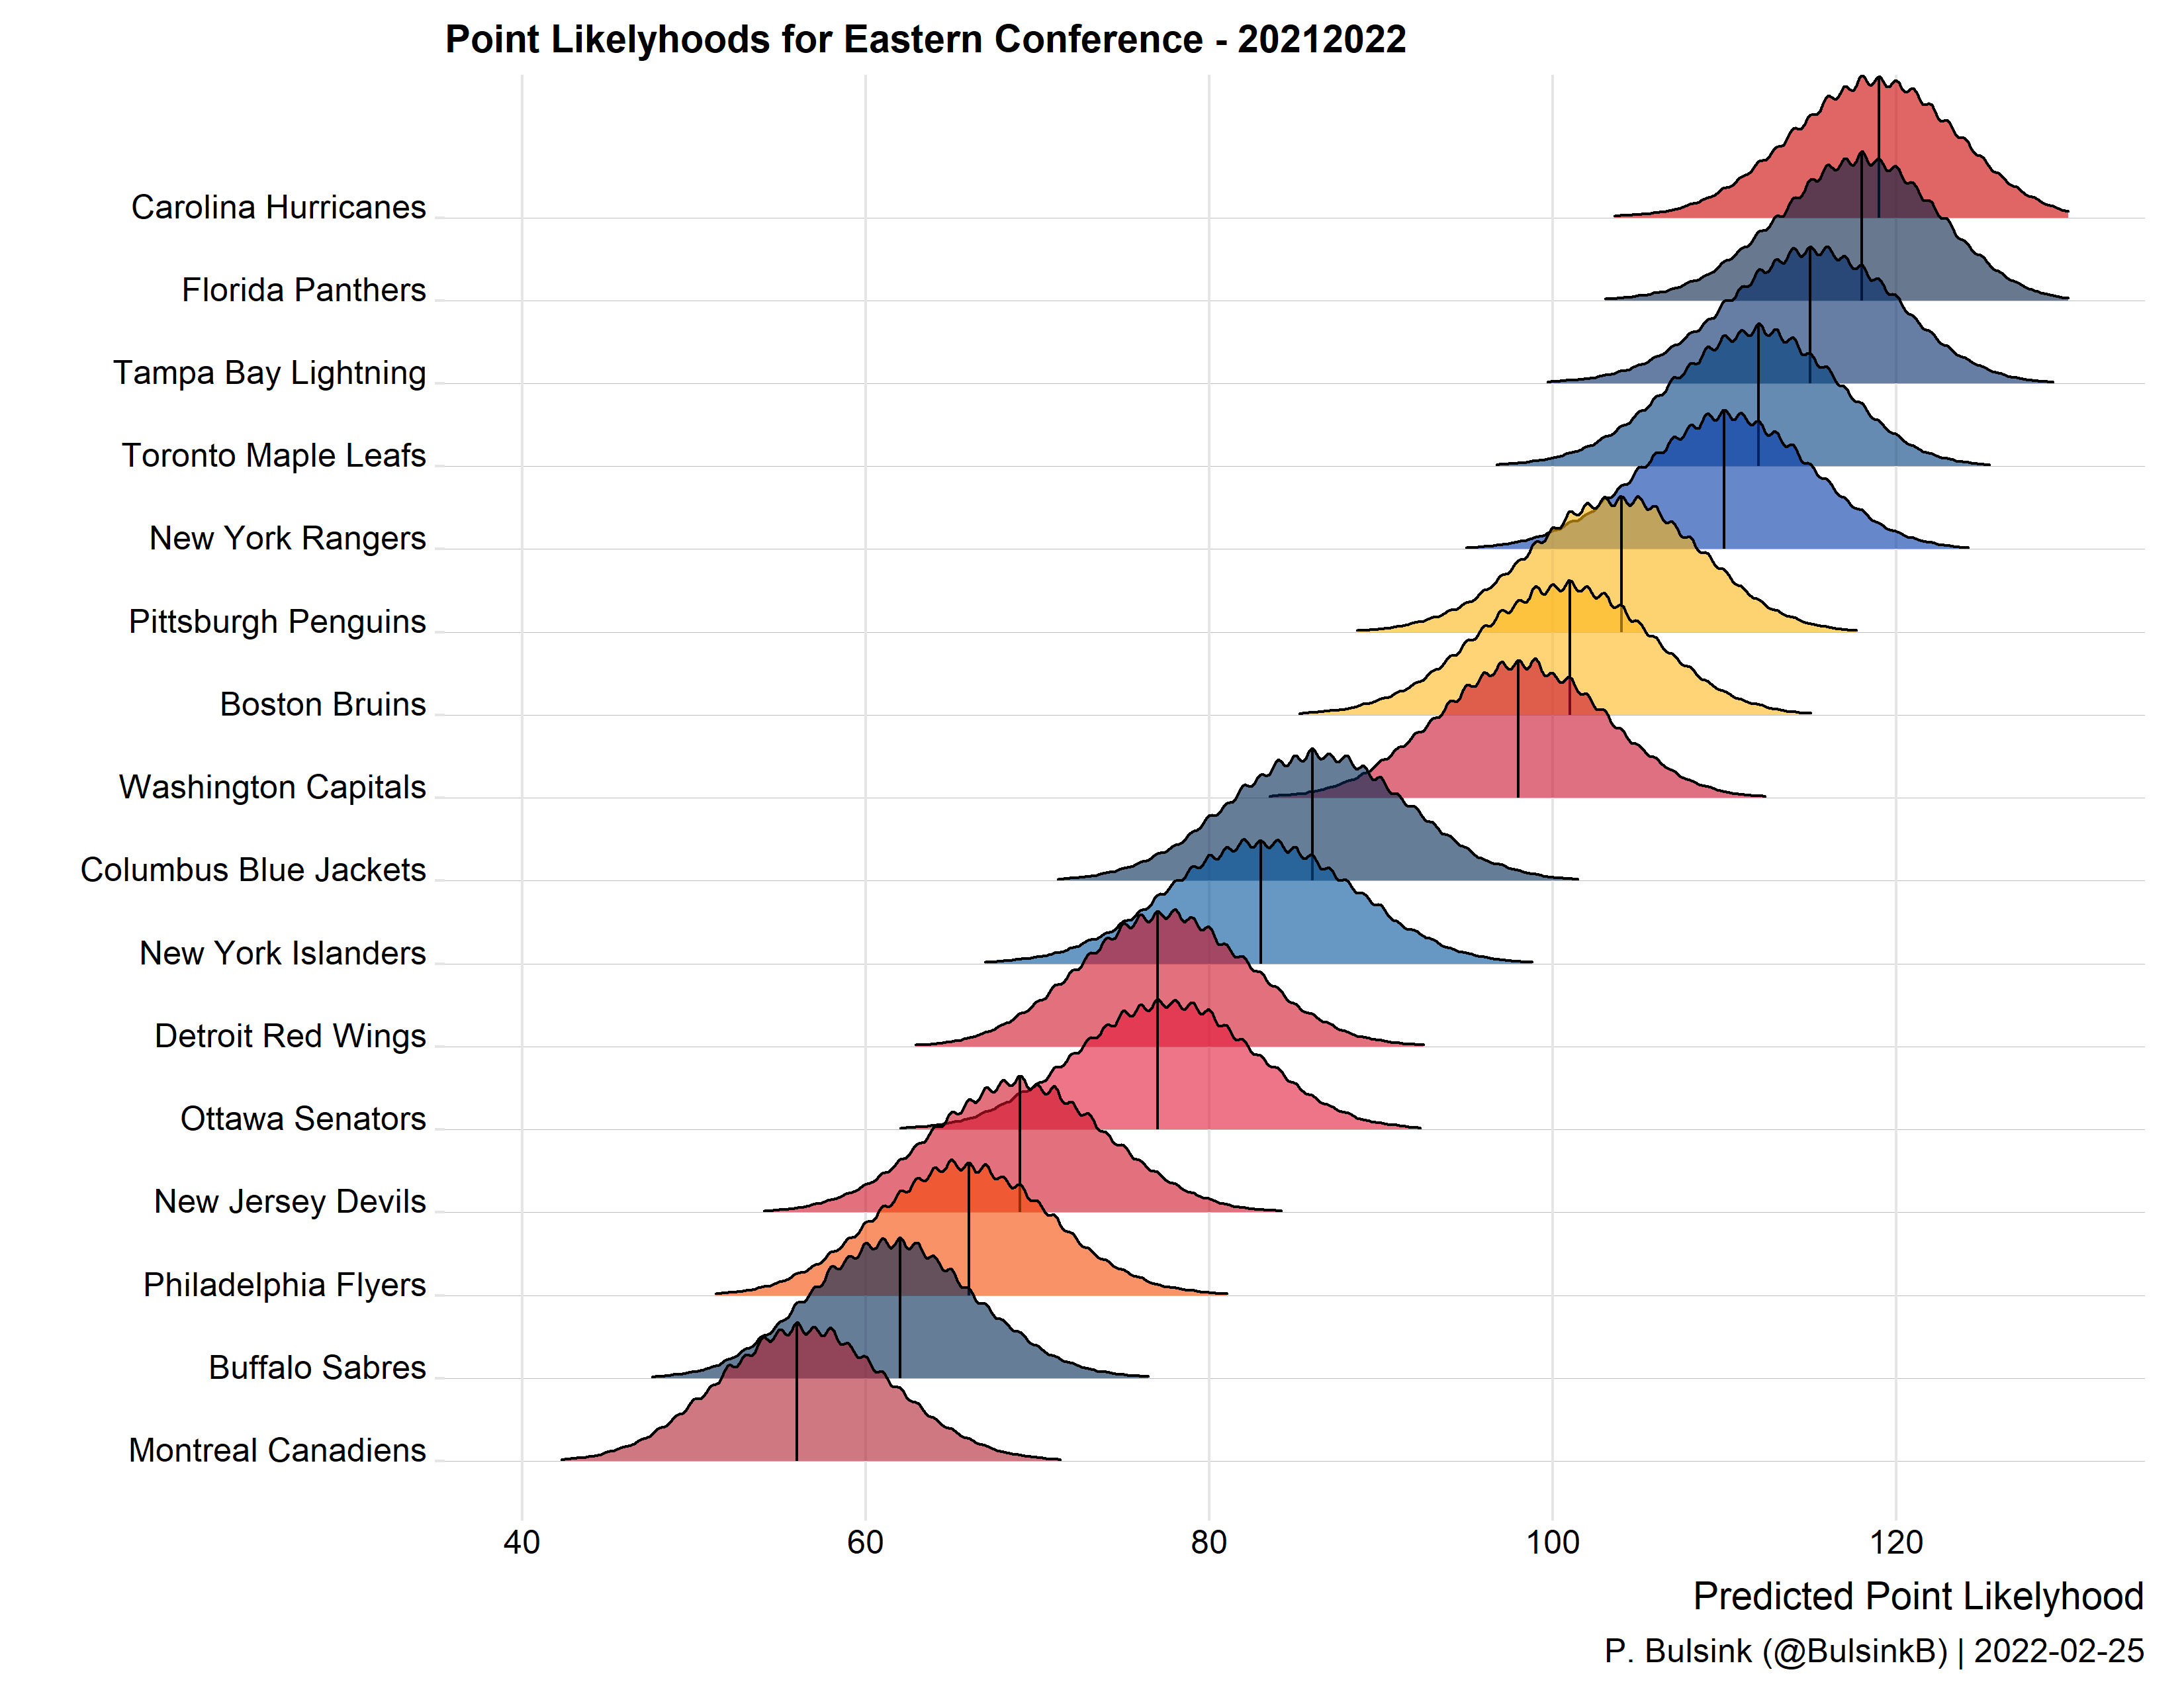 Point Likelyhoods for Eastern Conference - 20212022
Carolina Hurricanes
Florida Panthers
Tampa Bay Lightning
Toronto Maple Leafs
New York Rangers
Pittsburgh Penguins
Boston Bruins
Washington Capitals
Columbus Blue Jackets
New York Islanders
Detroit Red Wings
Ottawa Senators
New Jersey Devils
Philadelphia Flyers
Buffalo Sabres
Montreal Canadiens
40 60 80 100 120
Predicted Point Likelyhood
P. Bulsink (@BulsinkB) | 2022-02-25